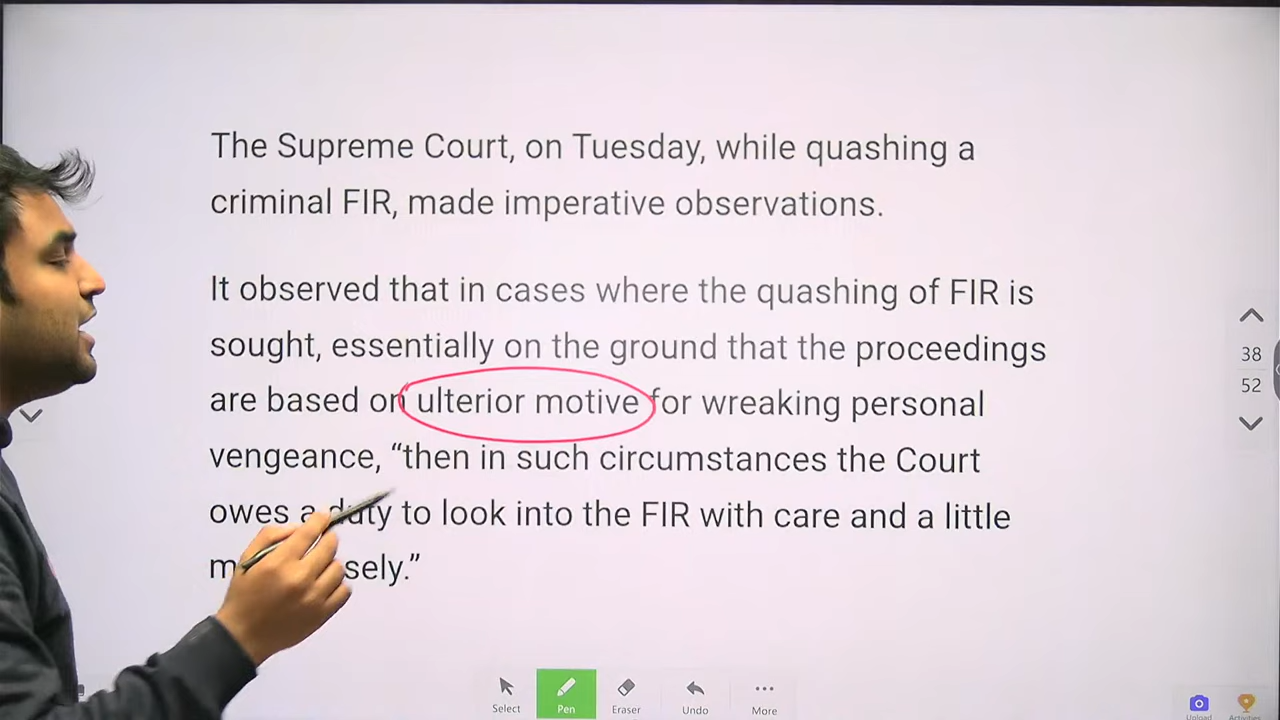 The Supreme Court, on Tuesday, while quashing a
criminal FIR, made imperative observations.
It observed that in cases where the quashing of FIR is
sought, essentially on the ground that the proceedings
are based on ulterior motive for wreaking personal
vengeance, “then in such circumstances the Court
owes a duty to look into the FIR with care and a little
sely.”
38
52
Select
Pen
Eraser
Undo
More
Upload
Activities